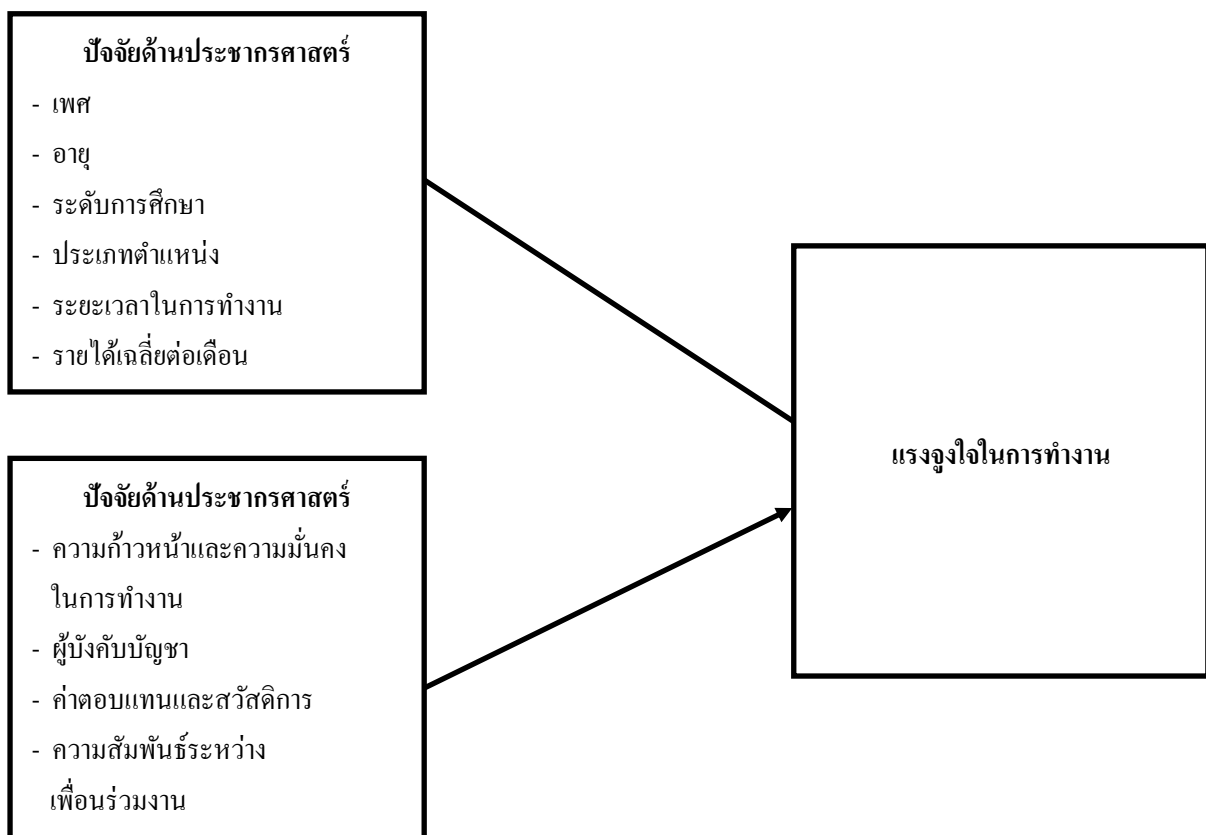 ปัจจัยด้านประชากรศาสตร์
- เพศ
- อายุ
- ระดับการศึกษา
- ประเภทตำแหน่ง
- ระยะเวลาในการทำงาน
- รายได้เฉลี่ยต่อเดือน
ปัจจัยด้านประชากรศาสตร์
- ความก้าวหน้าและความมั่นคง
ในการทำงาน
- ผู้บังคับบัญชา
- ค่าตอบแทนและสวัสดิการ
- ความสัมพันธ์ระหว่าง
เพื่อนร่วมงาน
แรงจูงใจในการทำงาน